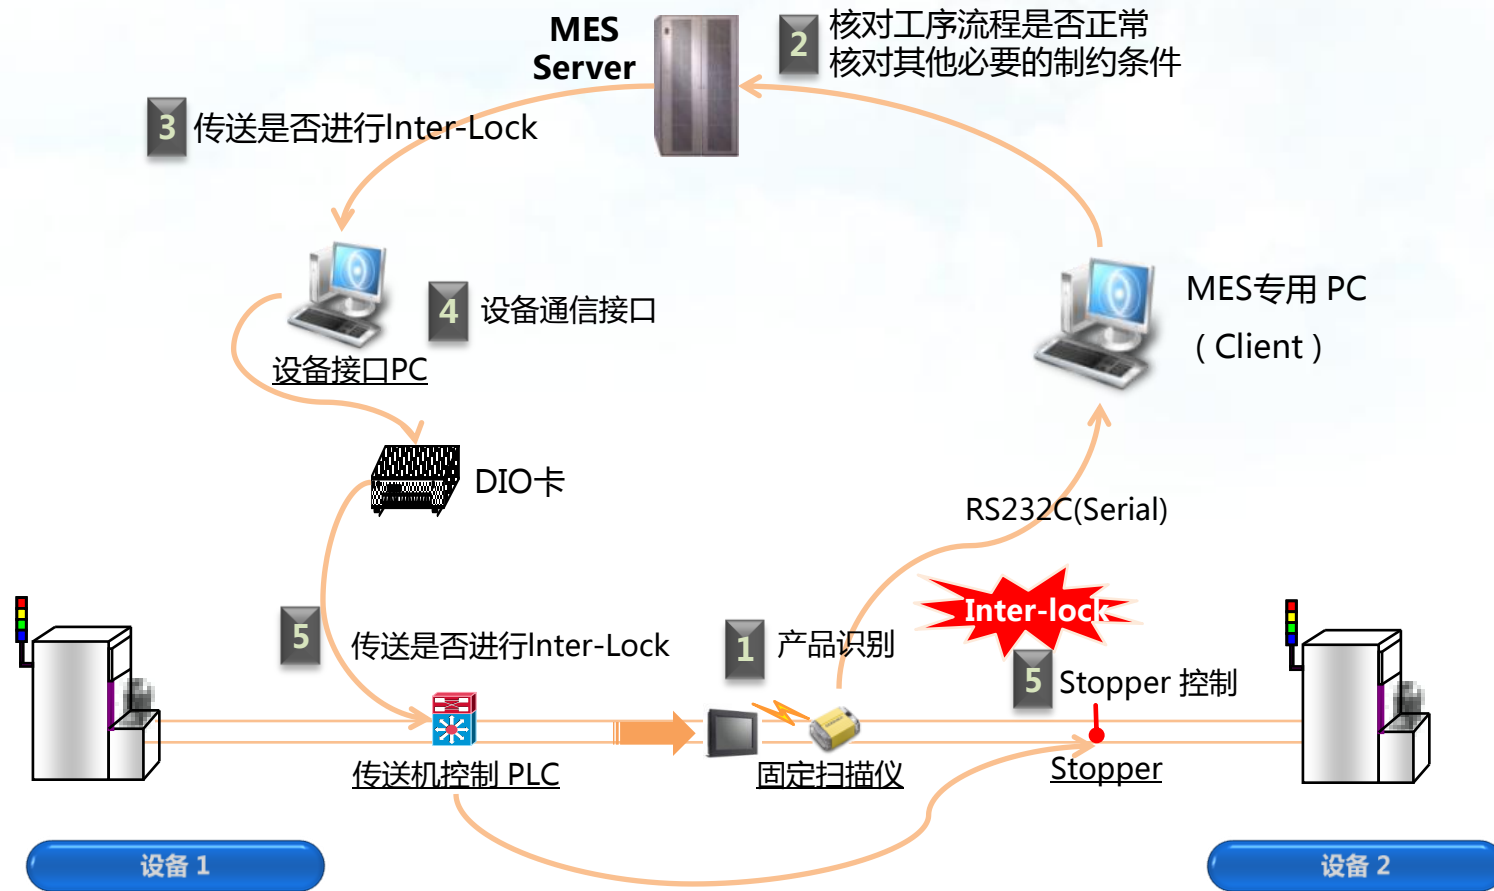 MES
Server
2
核对工序流程是否正常
核对其他必要的制约条件
3
传送是否进行Inter-Lock
4
设备通信接口
设备接口PC
MES专用 PC
( Client )
DIO卡
RS232C(Serial)
Inter-lock
5
传送是否进行Inter-Lock
1
产品识别
5
Stopper 控制
传送机控制 PLC
固定扫描仪
Stopper
设备 1
设备 2